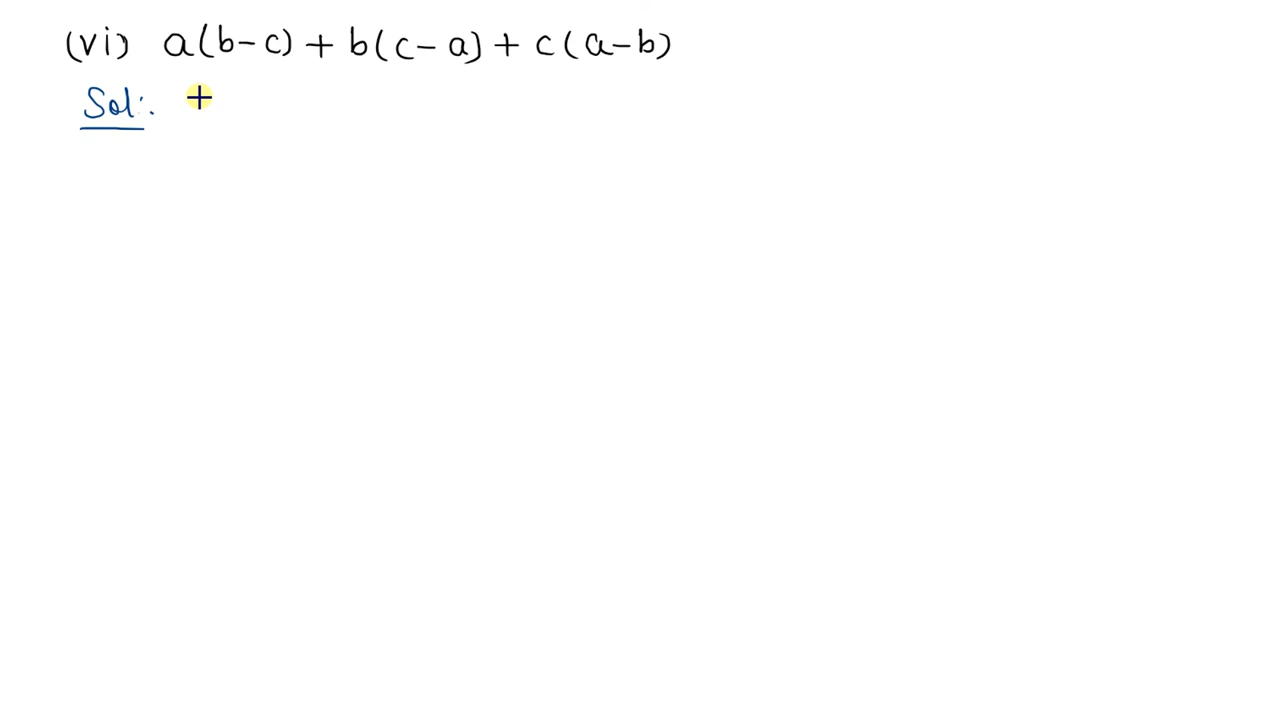 (vi) a(b-c) + b(c-a) + c(a-b)
Sol:.